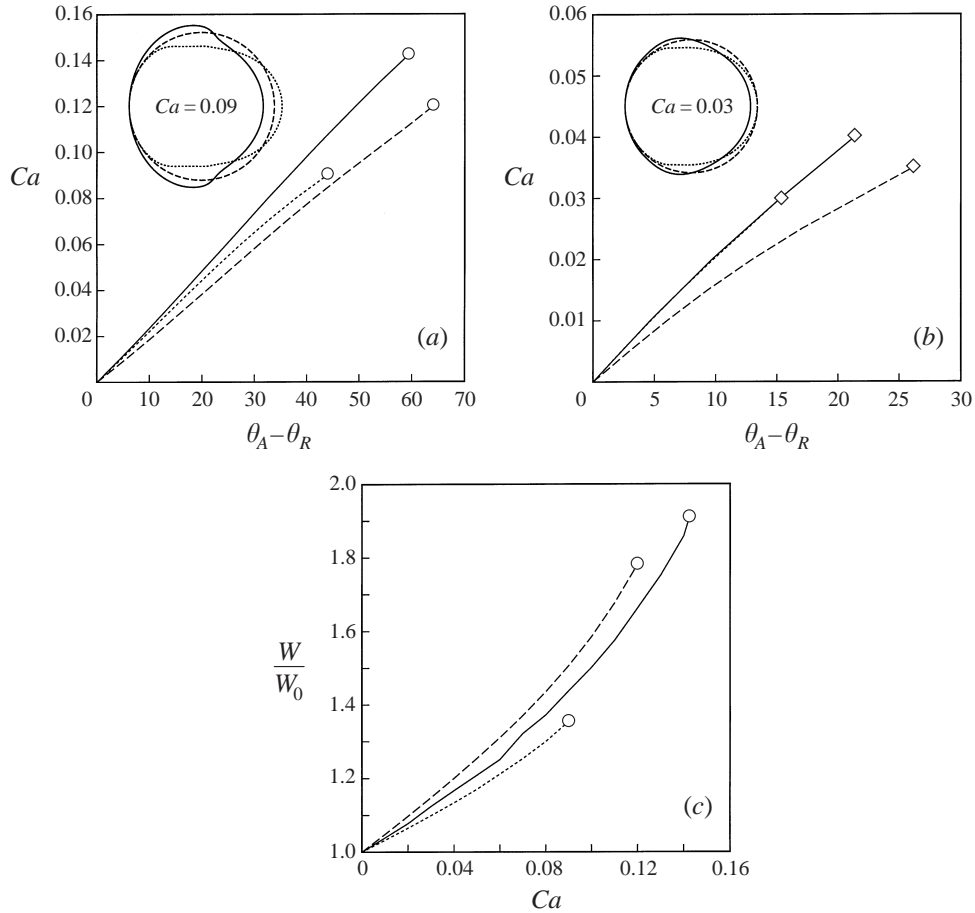 0.16
0.14
0.12
0.10
Ca
0.08
0.06
0.04
0.02
Ca = 0.09
(a)
0 10 20 30 40 50 60 70
θA–θR
0.06
0.05
0.04
Ca
0.03
0.02
0.01
Ca = 0.03
(b)
0 5 10 15 20 25 30
θA–θR
2.0
1.8
1.6
W
W0
1.4
1.2
1.0
(c)
0 0.04 0.08 0.12 0.16
Ca